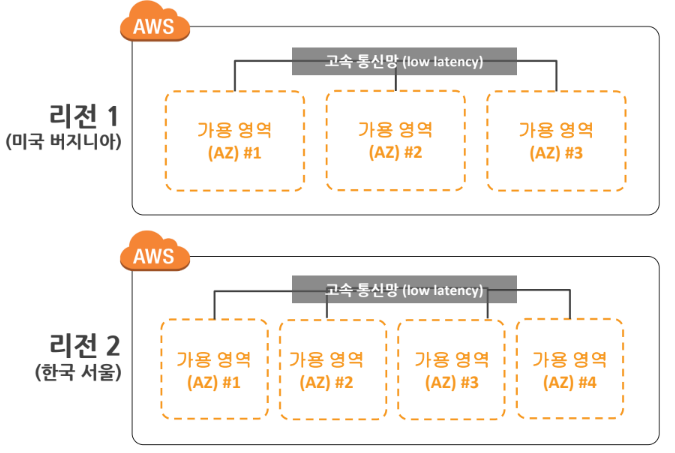 AWS
고속 통신망 (low latency)
리전 1
(미국 버지니아)
가용 영역
(AZ) #1
가용 영역
(AZ) #2
가용 영역
(AZ) #3
AWS
고속 통신망 (low latency)
리전 2
(한국 서울)
가용 영역
(AZ) #1
가용 영역
(AZ) #2
가용 영역
(AZ) #3
가용 영역
(AZ) #4